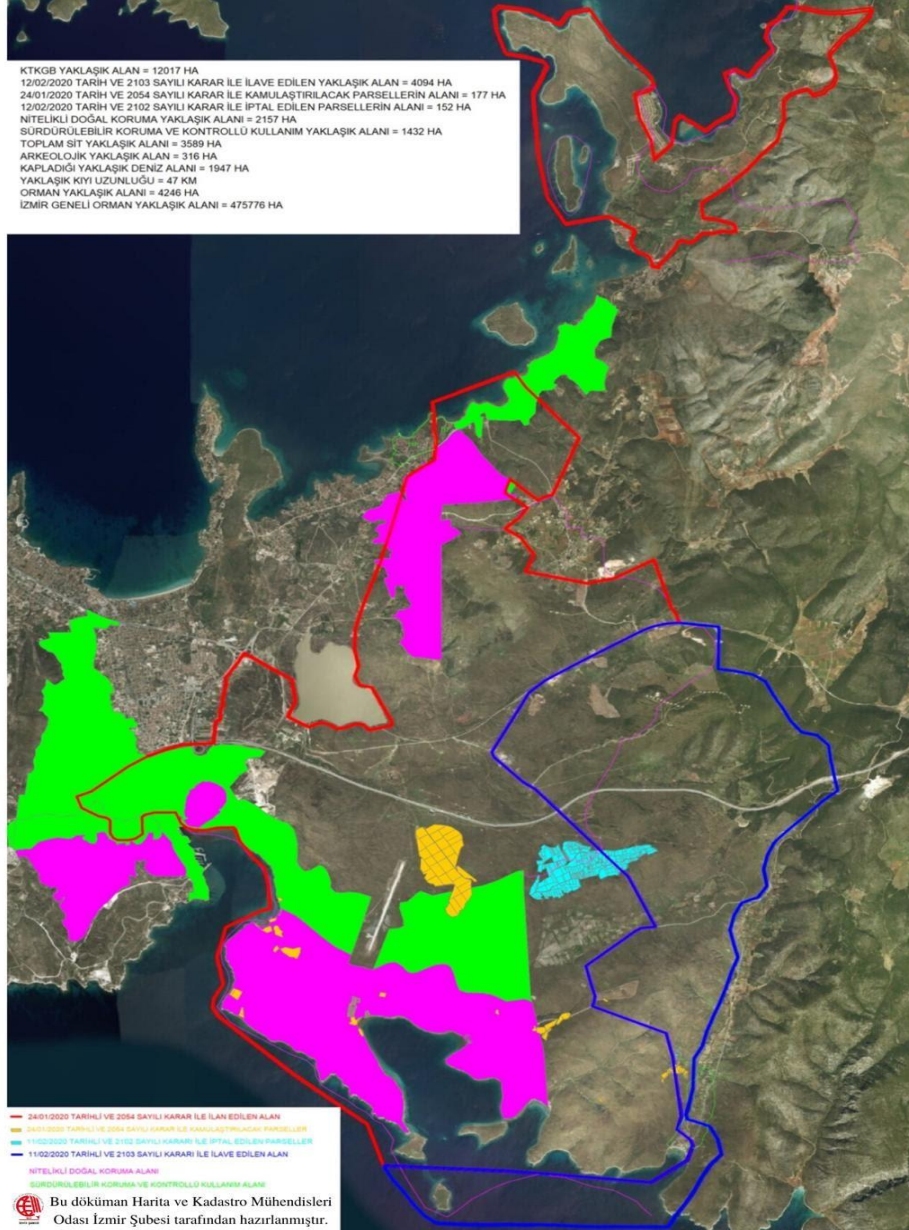 KTKGB YAKLAŞIK ALAN = 12017 HA
12/02/2020 TARİH VE 2103 SAYILI KARAR İLE İLAVE EDİLEN YAKLAŞIK ALAN = 4094 HA
24/01/2020 TARİH VE 2054 SAYILI KARAR İLE KAMULAŞTIRILACAK PARSELLERİN ALANI = 177 HA
12/02/2020 TARİH VE 2102 SAYILI KARAR İLE İPTAL EDİLEN PARSELLERİN ALANI = 152 HA
NİTELİKLİ DOĞAL KORUMA YAKLAŞIK ALANI = 2157 HA
SÜRDÜRÜLEBİLİR KORUMA VE KONTROLLÜ KULLANIM YAKLAŞIK ALANI = 1432 HA
TOPLAM SİT YAKLAŞIK ALANI = 3589 HA
ARKEOLOJİK YAKLAŞIK ALAN = 316 HA
KAPLADIĞI YAKLAŞIK DENİZ ALANI = 1947 HA
YAKLAŞIK KIYI UZUNLUĞU = 47 KM
ORMAN YAKLAŞIK ALANI = 4246 HA
İZMİR GENELİ ORMAN YAKLAŞIK ALANI = 475776 HA
24/01/2020 TARİHLİ VE 2054 SAYILI KARAR İLE İLAN EDİLEN ALAN
24/01/2020 TARİHLİ VE 2054 SAYILI KARAR İLE KAMULAŞTIRILACAK PARSELLER
11/02/2020 TARİHLİ VE 2102 SAYILI KARARI İLE İPTAL EDİLEN PARSELLER
11/02/2020 TARİHLİ VE 2103 SAYILI KARARI İLE İLAVE EDİLEN ALAN
NİTELİKLİ DOĞAL KORUMA ALANI
SÜRDÜRÜLEBİLİR KORUMA VE KONTROLLÜ KULLANIM ALANI
Bu döküman Harita ve Kadastro Mühendisleri
Odası İzmir Şubesi tarafından hazırlanmıştır.